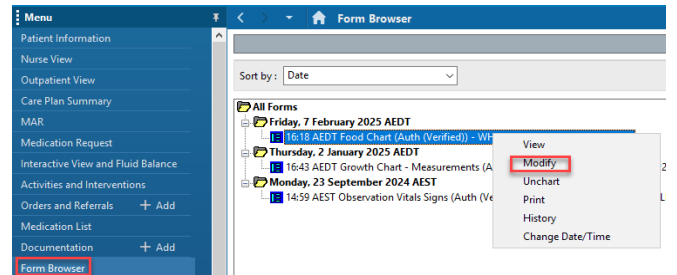 Menu
Form Browser
Patient Information
Nurse View
Outpatient View
Care Plan Summary
MAR
Medication Request
Interactive View and Fluid Balance
Activities and Interventions
Orders and Referrals + Add
Medication List
Documentation + Add
Form Browser
Sort by : Date
All Forms
Friday, 7 February 2025 AEDT
16:18 AEDT Food Chart (Auth (Verified)) - WH
Thursday, 2 January 2025 AEDT
16:43 AEDT Growth Chart - Measurements (A
Monday, 23 September 2024 AEST
14:59 AEST Observation Vitals Signs (Auth (Ve
View
Modify
Unchart
Print
History
Change Date/Time
2
L